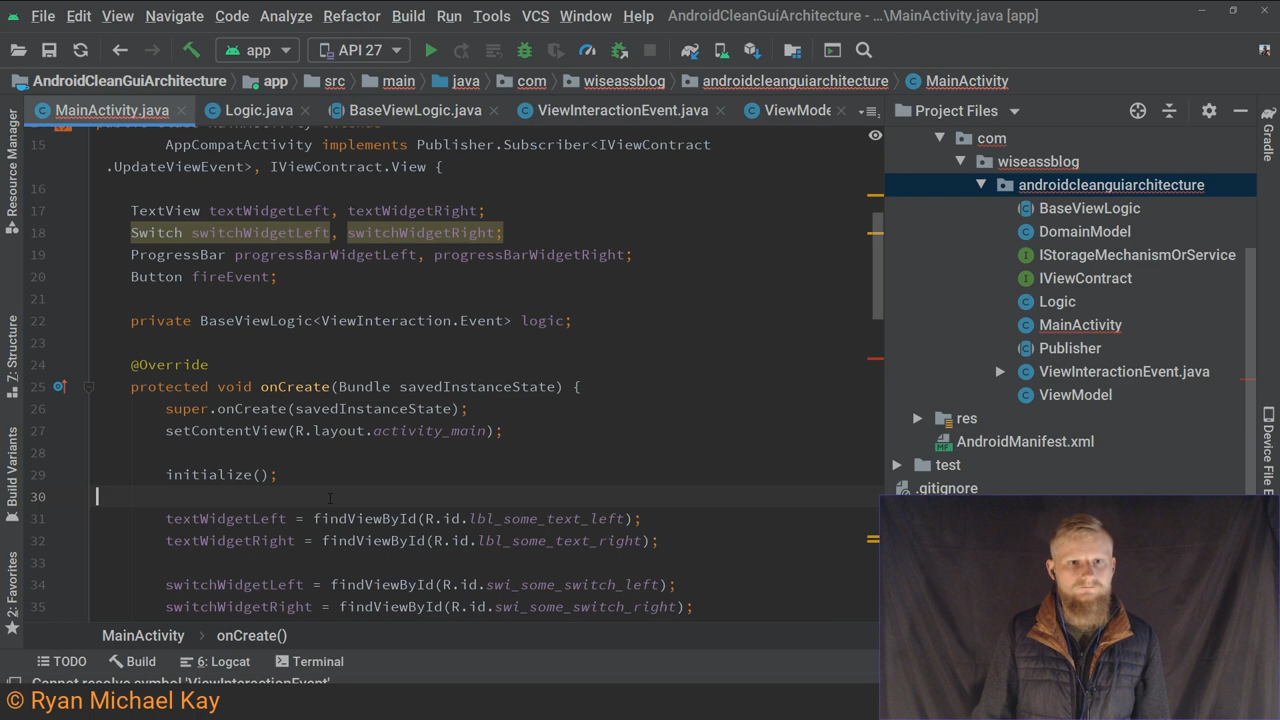 File Edit View Navigate Code Analyze Refactor Build Run Tools VCS Window Help AndroidCleanGuiArchitecture - ...\MainActivity.java [app]
app API 27
AndroidCleanGuiArchitecture app src main java com wiseassblog androidcleanguiarchitecture MainActivity
MainActivity.java Logic.java BaseViewLogic.java ViewInteractionEvent.java ViewMode
Project Files
Resource Manager
7: Structure
Build Variants
2: Favorites
15 AppCompatActivity implements Publisher.Subscriber<IViewContract
.UpdateViewEvent>, IViewContract.View {
16
17 TextView textWidgetLeft, textWidgetRight;
18 Switch switchWidgetLeft, switchWidgetRight;
19 ProgressBar progressBarWidgetLeft, progressBarWidgetRight;
20 Button fireEvent;
21
22 private BaseViewLogic<ViewInteraction.Event> logic;
23
24 @Override
25 protected void onCreate(Bundle savedInstanceState) {
26 super.onCreate(savedInstanceState);
27 setContentView(R.layout.activity_main);
28
29 initialize();
30
31 textWidgetLeft = findViewById(R.id.lbl_some_text_left);
32 textWidgetRight = findViewById(R.id.lbl_some_text_right);
33
34 switchWidgetLeft = findViewById(R.id.swi_some_switch_left);
35 switchWidgetRight = findViewById(R.id.swi_some_switch_right);
MainActivity onCreate()
com
wiseassblog
androidcleanguiarchitecture
BaseViewLogic
DomainModel
IStorageMechanismOrService
IViewContract
Logic
MainActivity
Publisher
ViewInteractionEvent.java
ViewModel
res
AndroidManifest.xml
test
.gitignore
Gradle
Device File E
TODO Build 6: Logcat Terminal
Cannot resolve symbol 'ViewInteractionEvent'
© Ryan Michael Kay